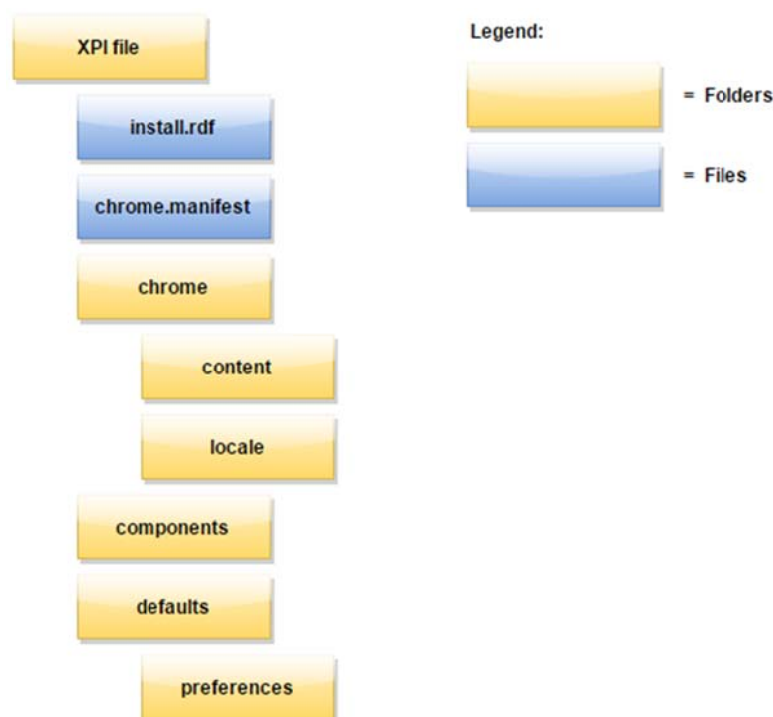 XPI file
install.rdf
chrome.manifest
chrome
content
locale
components
defaults
preferences
Legend:
= Folders
= Files